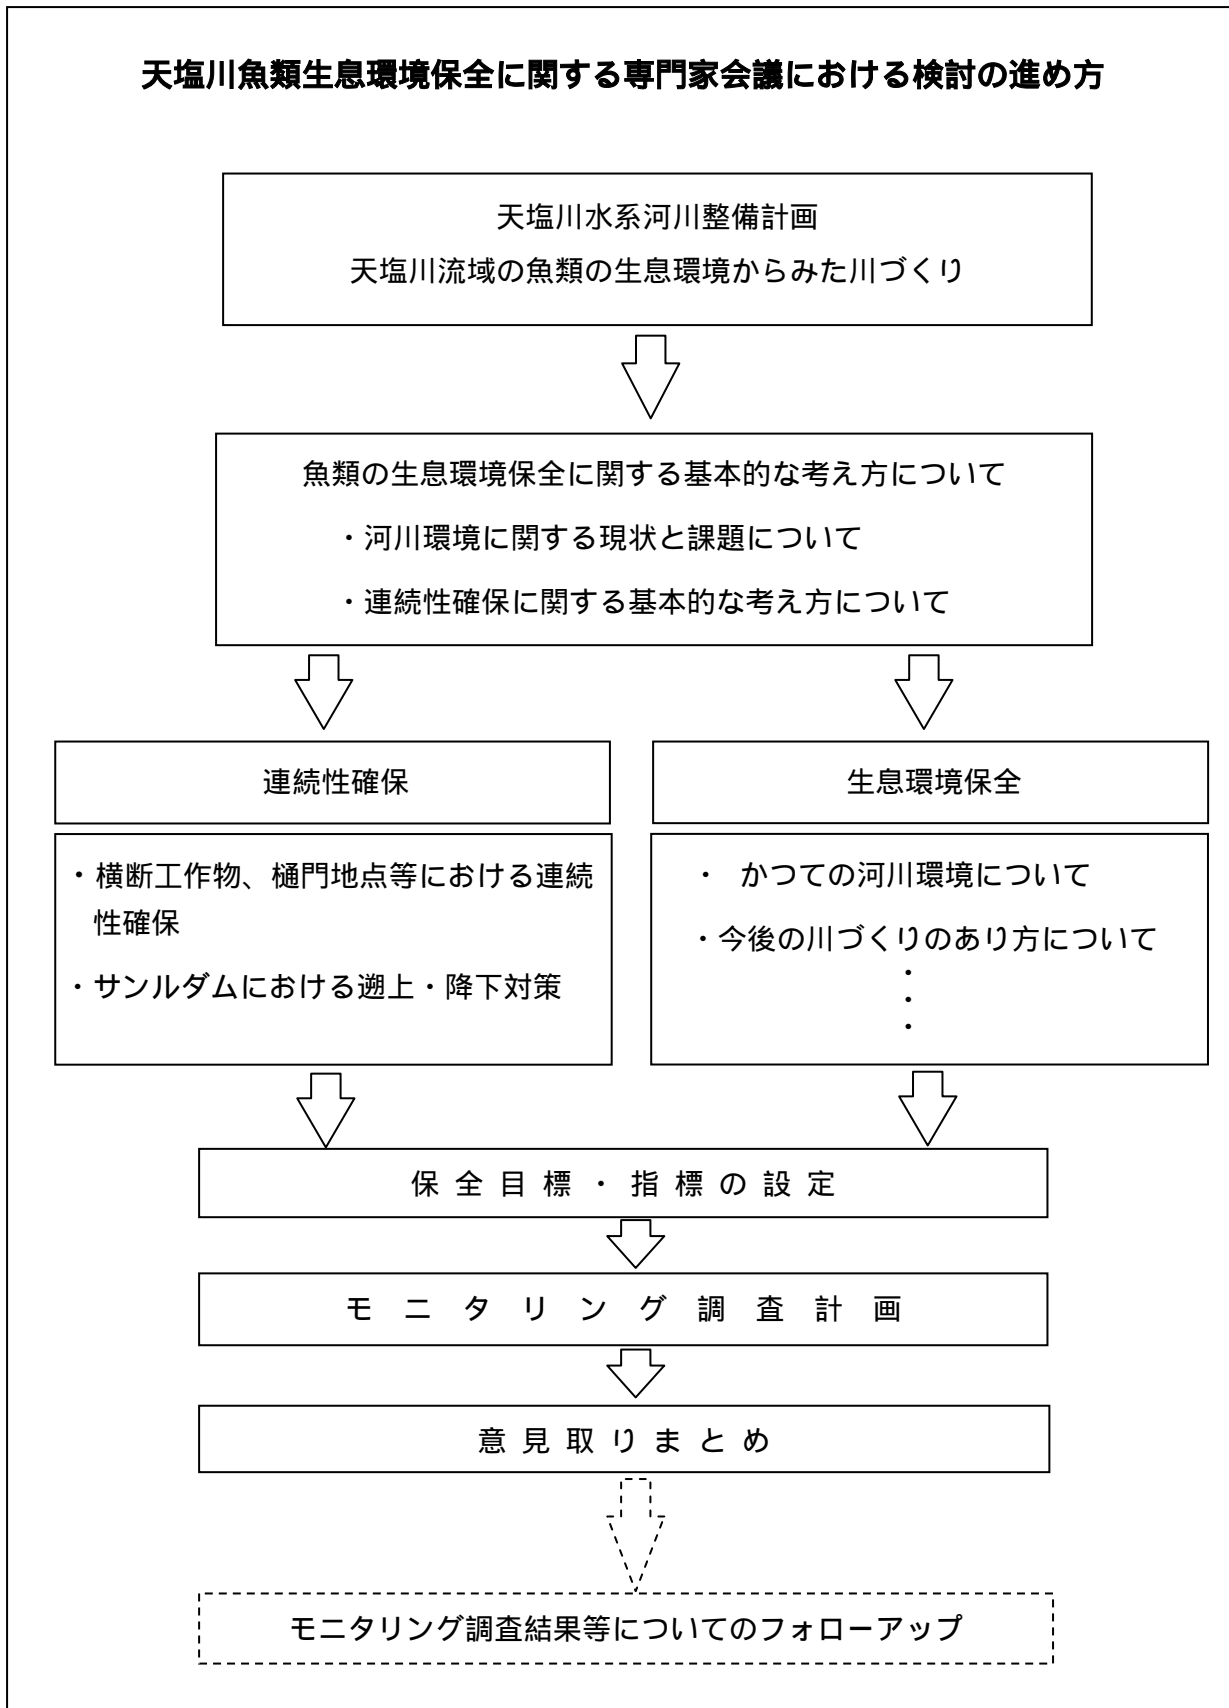 天塩川魚類生息環境保全に関する専門家会議における検討の進め方
天塩川水系河川整備計画
天塩川流域の魚類の生息環境からみた川づくり
魚類の生息環境保全に関する基本的な考え方について
・河川環境に関する現状と課題について
・連続性確保に関する基本的な考え方について
連続性確保
・横断工作物、樋門地点等における連続
性確保
・サンルダムにおける遡上・降下対策
生息環境保全
・ かつての河川環境について
・今後の川づくりのあり方について
・
・
・
保 全 目 標 ・ 指 標 の 設 定
モ ニ タ リ ン グ 調 査 計 画
意 見 取 り ま と め
モニタリング調査結果等についてのフォローアップ